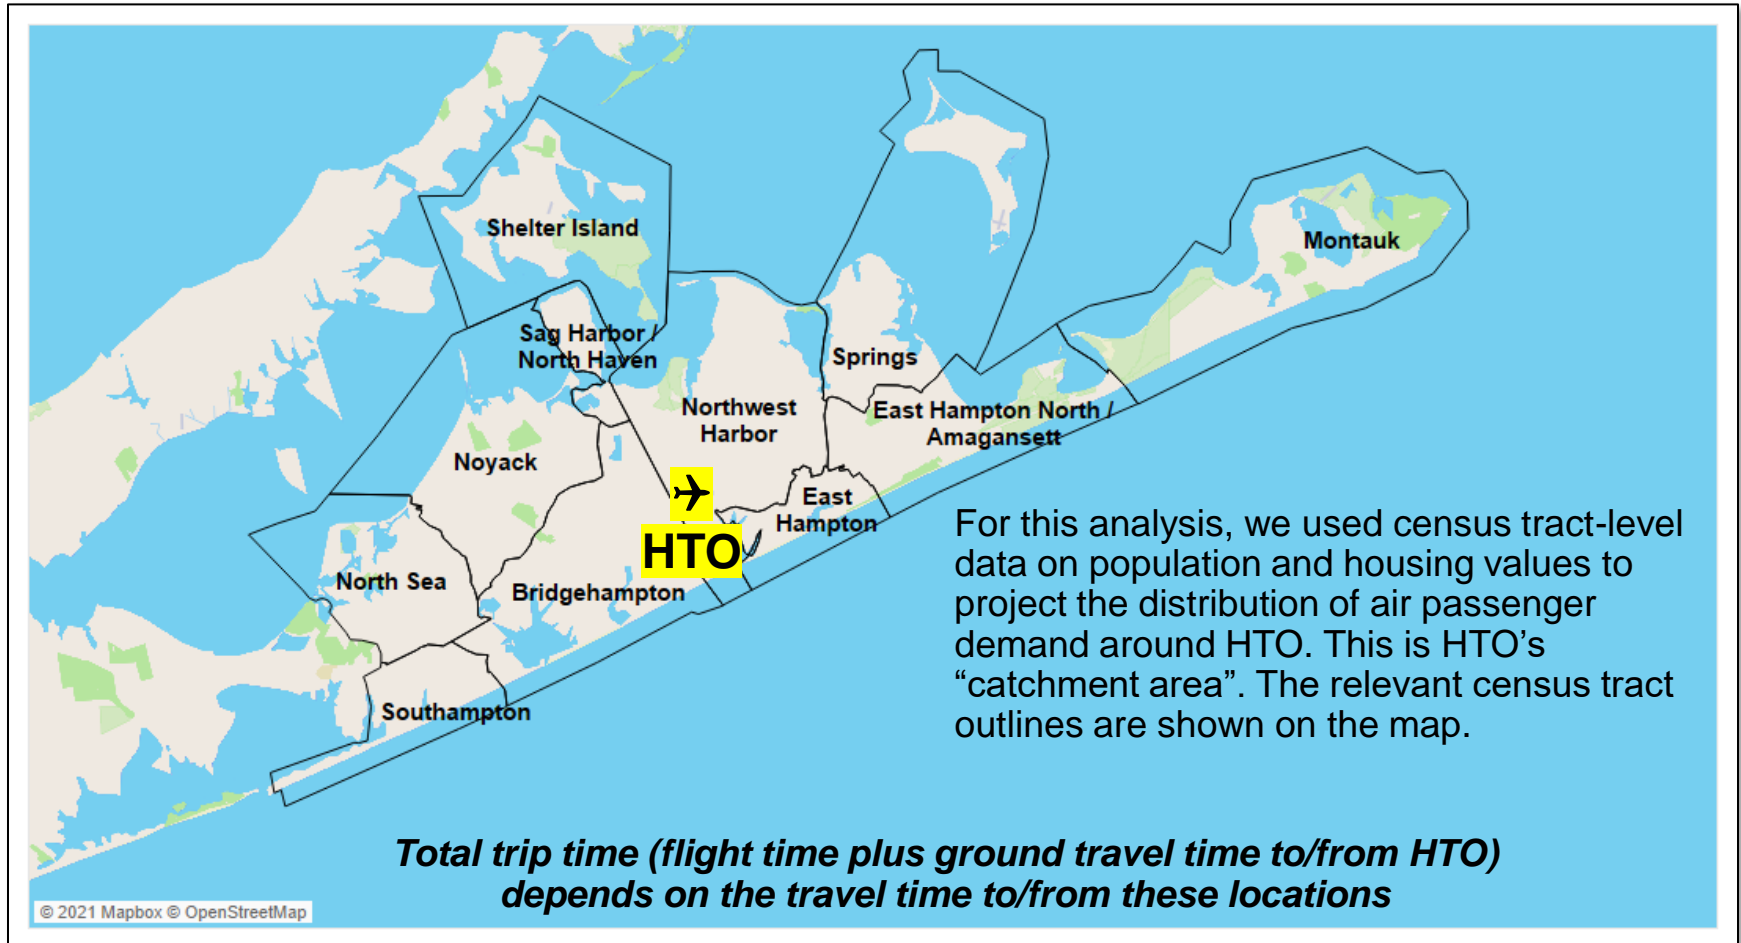 Shelter Island
Montauk
Sag Harbor /
North Haven
Springs
Northwest
Harbor
East Hampton North /
Amagansett
Noyack
East
Hampton
HTO
North Sea
Bridgehampton
Southampton
For this analysis, we used census tract-level
data on population and housing values to
project the distribution of air passenger
demand around HTO. This is HTO’s
“catchment area”. The relevant census tract
outlines are shown on the map.
Total trip time (flight time plus ground travel time to/from HTO)
depends on the travel time to/from these locations
© 2021 Mapbox © OpenStreetMap